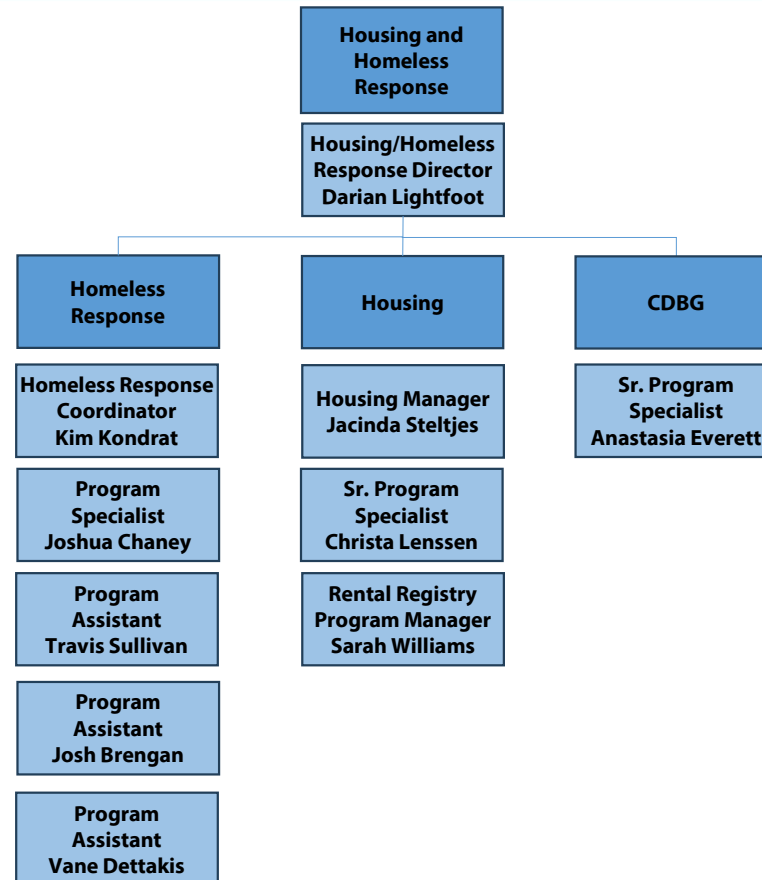 Housing and
Homeless
Response
Housing/Homeless
Response Director
Darian Lightfoot
Homeless
Response
Homeless Response
Coordinator
Kim Kondrat
Program
Specialist
Joshua Chaney
Program
Assistant
Travis Sullivan
Program
Assistant
Josh Brengan
Program
Assistant
Vane Dettakis
Housing
Housing Manager
Jacinda Steltjes
Sr. Program
Specialist
Christa Lenssen
Rental Registry
Program Manager
Sarah Williams
CDBG
Sr. Program
Specialist
Anastasia Everett